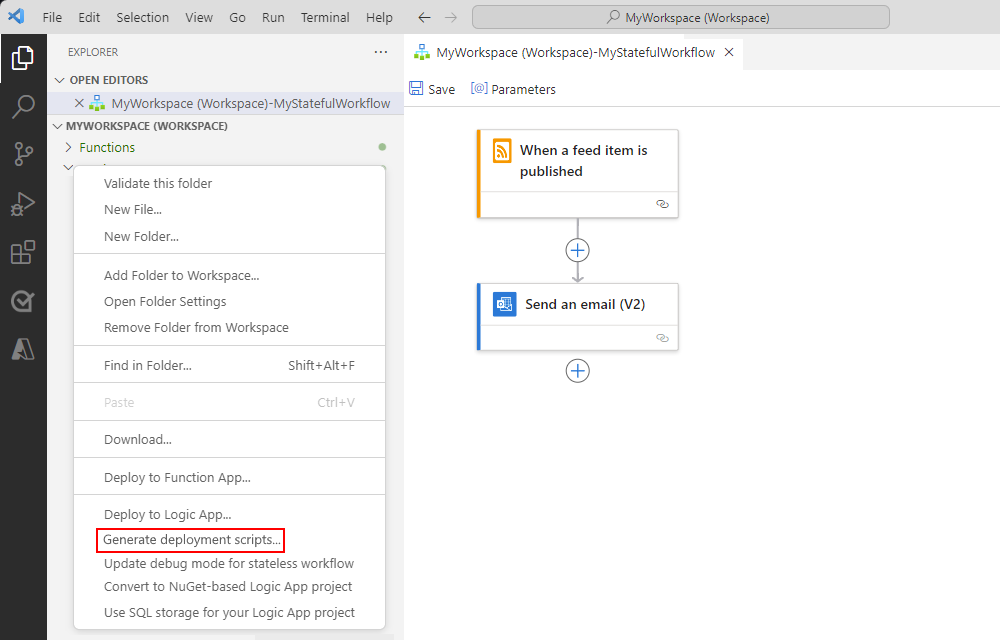 File Edit Selection View Go Run Terminal Help
MyWorkspace (Workspace)
EXPLORER
OPEN EDITORS
MyWorkspace (Workspace)-MyStatefulWorkflow
MYWORKSPACE (WORKSPACE)
Functions
Validate this folder
New File...
New Folder...
Add Folder to Workspace...
Open Folder Settings
Remove Folder from Workspace
Find in Folder... Shift+Alt+F
Paste Ctrl+V
Download...
Deploy to Function App...
Deploy to Logic App...
Generate deployment scripts...
Update debug mode for stateless workflow
Convert to NuGet-based Logic App project
Use SQL storage for your Logic App project
MyWorkspace (Workspace)-MyStatefulWorkflow
Save [@] Parameters
When a feed item is
published
Send an email (V2)